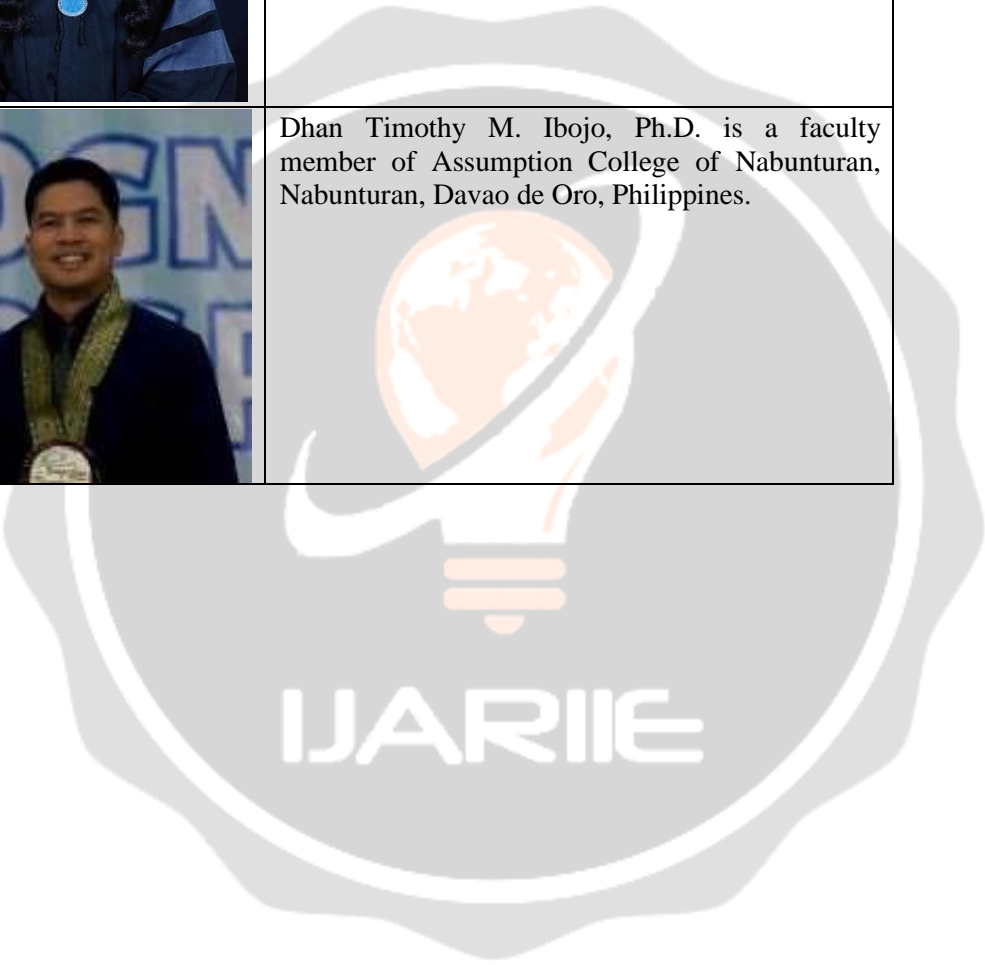 Dhan Timothy M. Ibojo, Ph.D. is a faculty
member of Assumption College of Nabunturan,
Nabunturan, Davao de Oro, Philippines.
IJARIIE